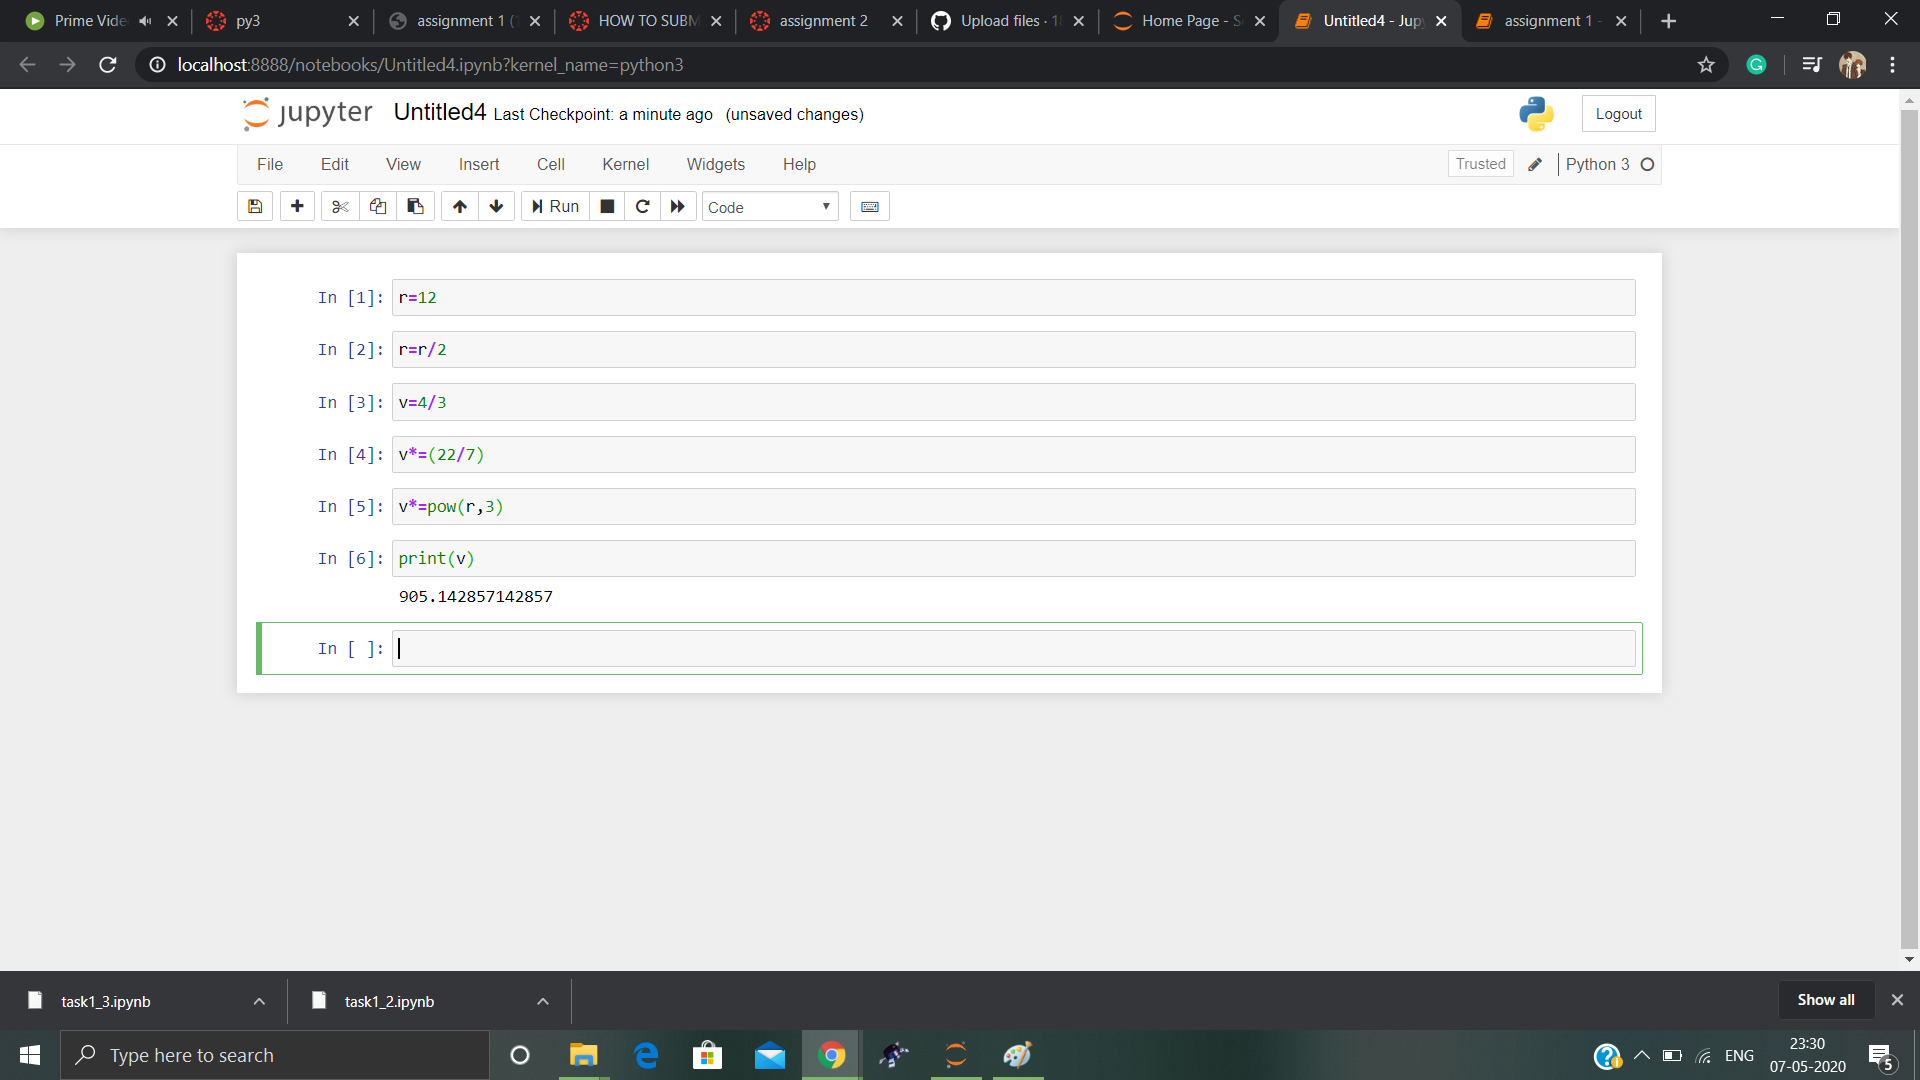 Prime Vide
py3
assignment 1 (
HOW TO SUBM
assignment 2
Upload files · 1
Home Page - S
Untitled4 - Jup
assignment 1 -
localhost:8888/notebooks/Untitled4.ipynb?kernel_name=python3
jupyter Untitled4 Last Checkpoint: a minute ago (unsaved changes)
Logout
File Edit View Insert Cell Kernel Widgets Help
Trusted Python 3
Run Code
In [1]: r=12
In [2]: r=r/2
In [3]: v=4/3
In [4]: v*=(22/7)
In [5]: v*=pow(r,3)
In [6]: print(v)
905.142857142857
In [ ]:
task1_3.ipynb
task1_2.ipynb
Show all
Type here to search
ENG
23:30
07-05-2020
5